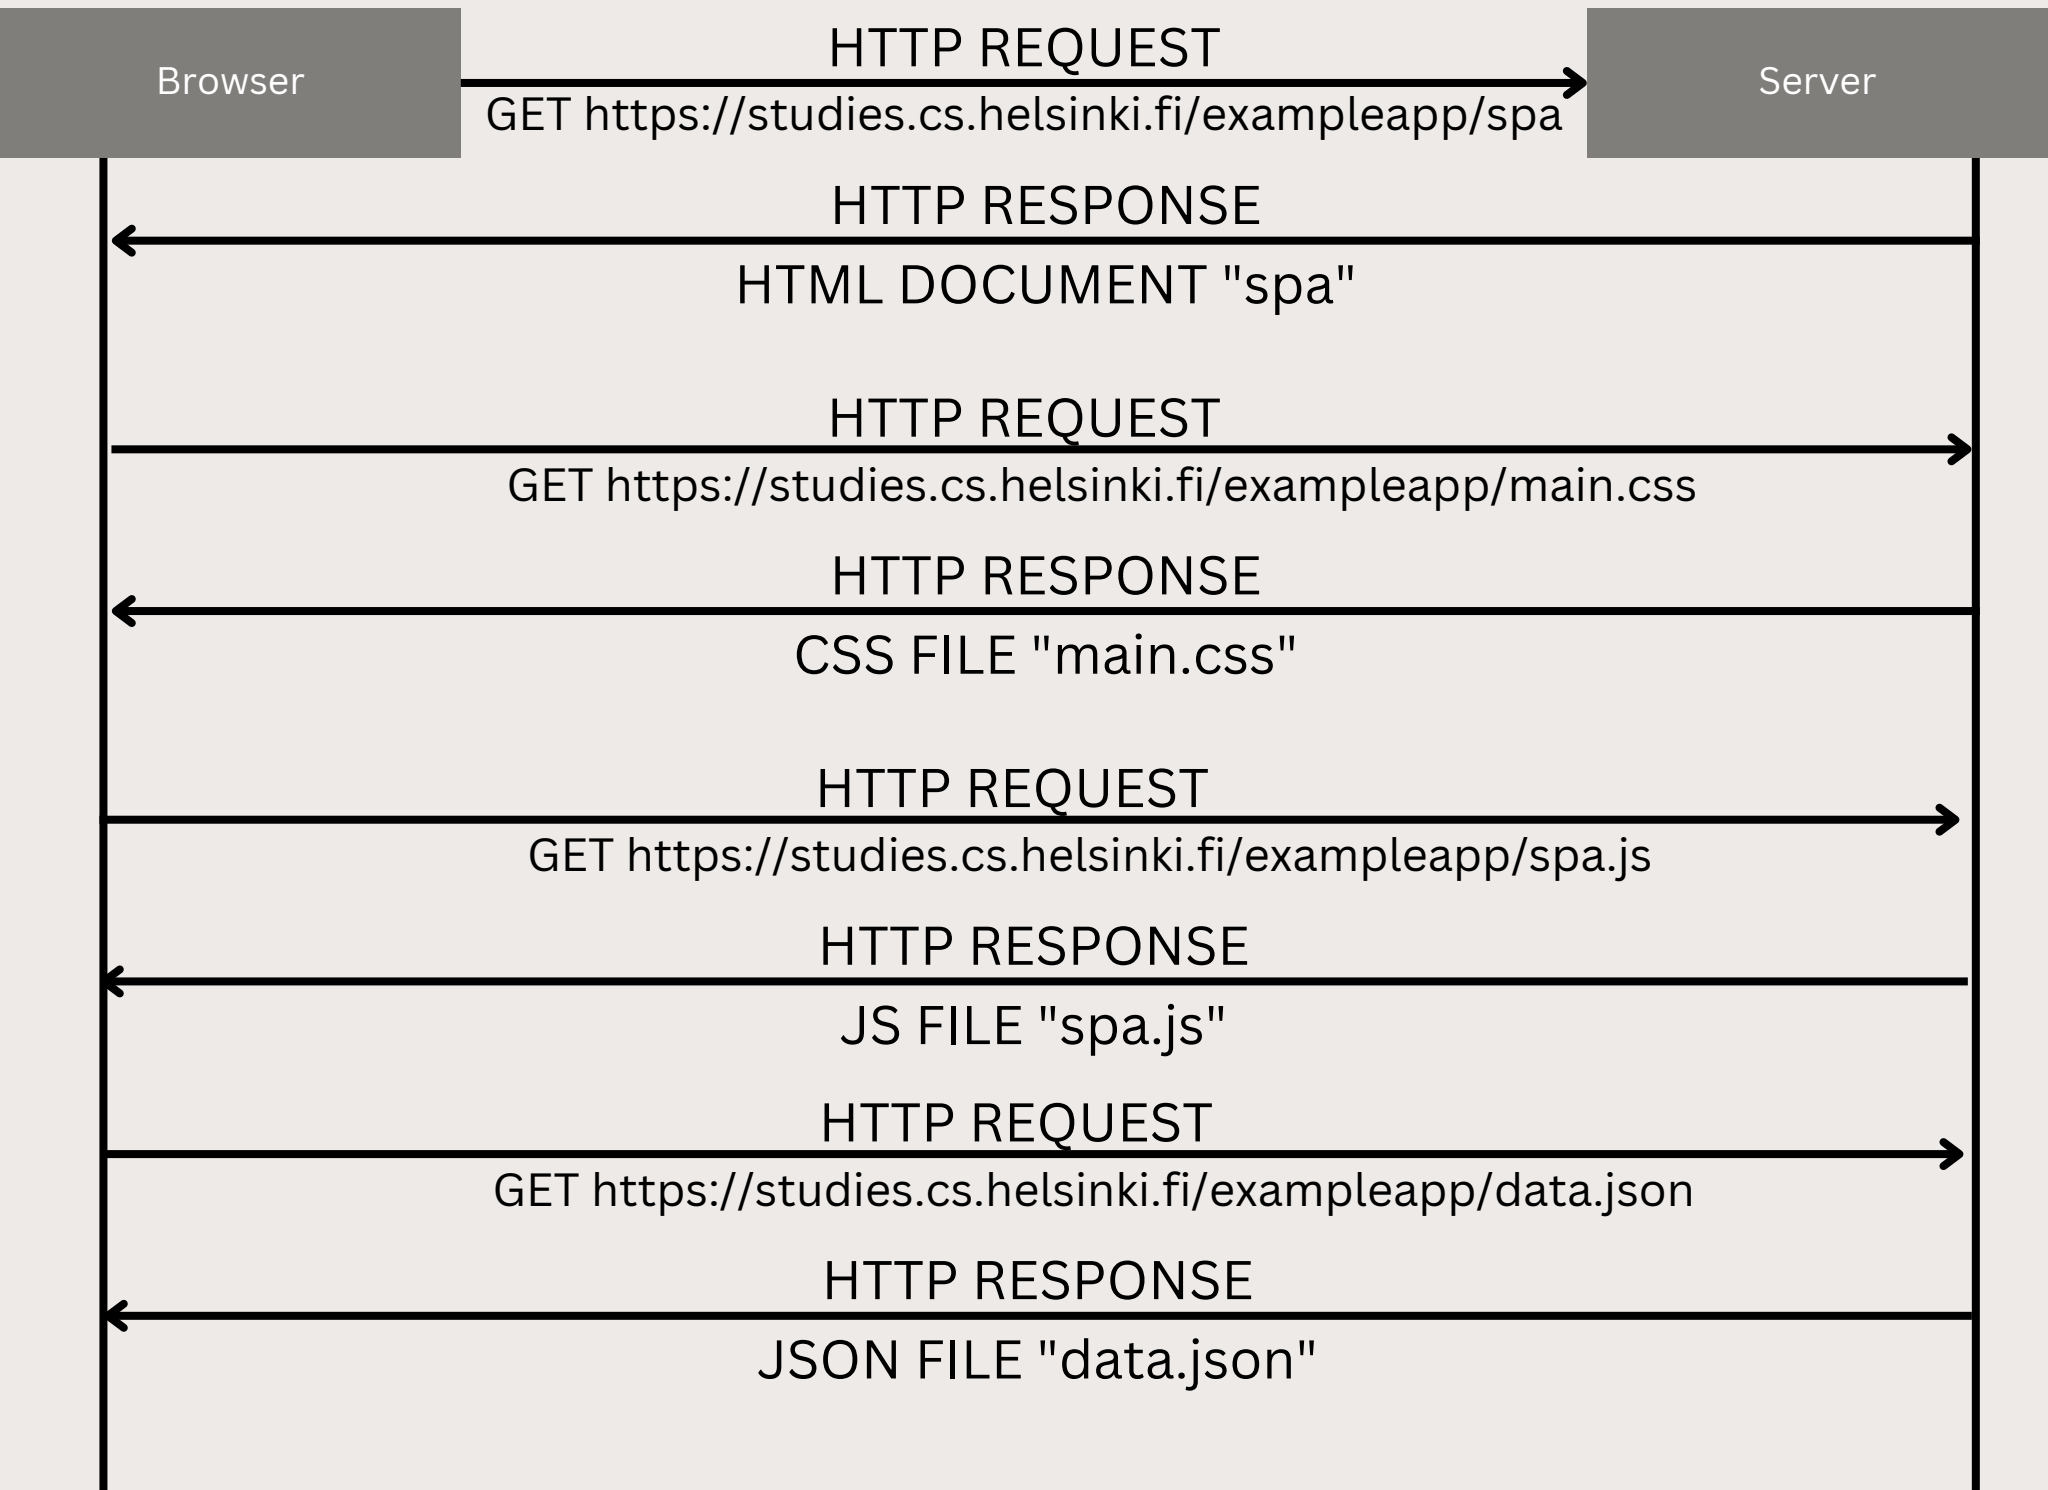 Browser
HTTP REQUEST
Server
GET https://studies.cs.helsinki.fi/exampleapp/spa
HTTP RESPONSE
HTML DOCUMENT "spa"
HTTP REQUEST
GET https://studies.cs.helsinki.fi/exampleapp/main.css
HTTP RESPONSE
CSS FILE "main.css"
HTTP REQUEST
GET https://studies.cs.helsinki.fi/exampleapp/spa.js
HTTP RESPONSE
JS FILE "spa.js"
HTTP REQUEST
GET https://studies.cs.helsinki.fi/exampleapp/data.json
HTTP RESPONSE
JSON FILE "data.json"